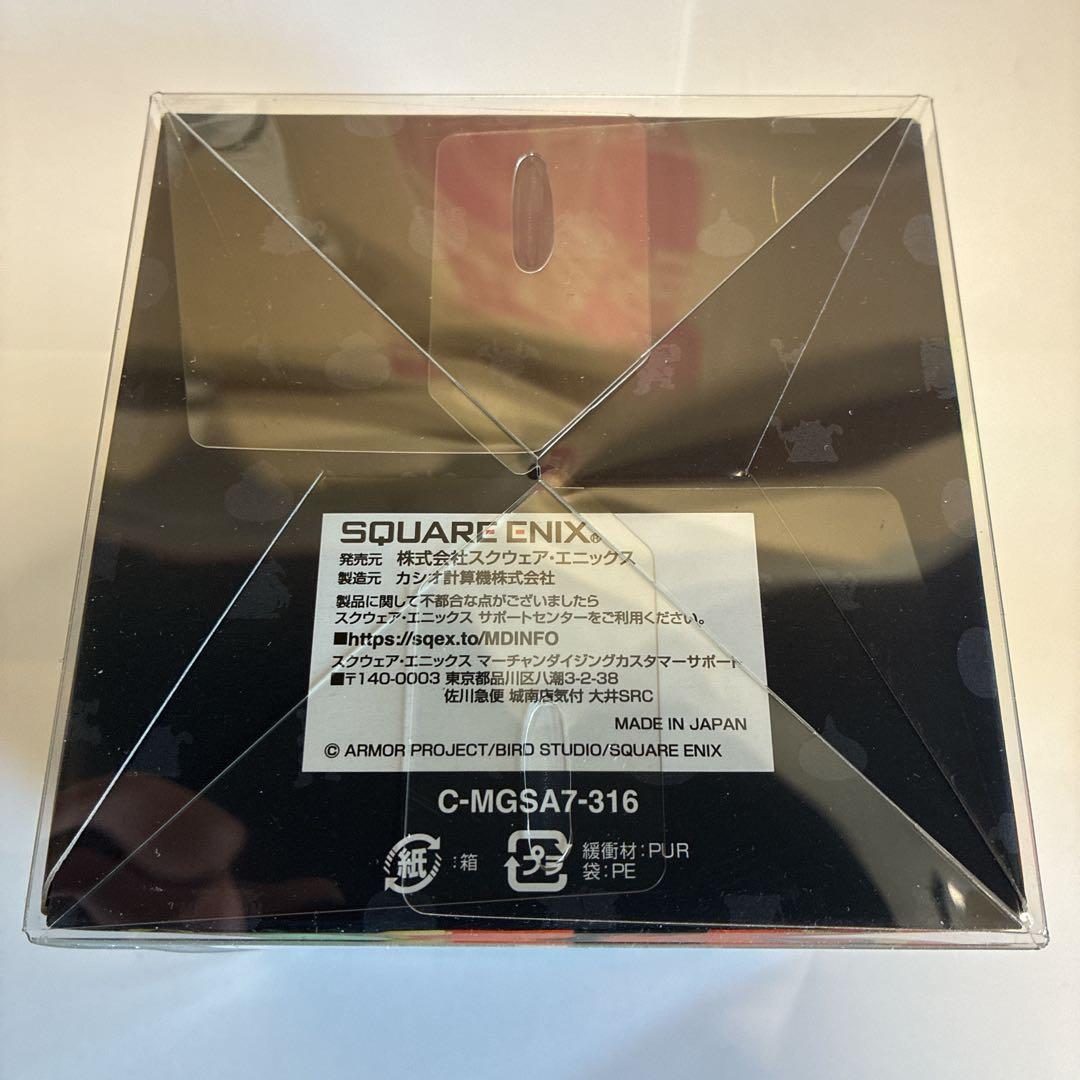 SQUARE ENIX®
発売元 株式会社スクウェア・エニックス
製造元 カシオ計算機株式会社
製品に関して不都合な点がございましたら
スクウェア・エニックス サポートセンターをご利用ください。
■https://sqex.to/MDINFO
スクウェア・エニックス マーチャンダイジングカスタマーサポート
■〒140-0003 東京都品川区八潮3-2-38
佐川急便 城南店気付 大井SRC
MADE IN JAPAN
© ARMOR PROJECT/BIRD STUDIO/SQUARE ENIX
C-MGSA7-316
紙 :箱
プラ 緩衝材:PUR
袋:PE